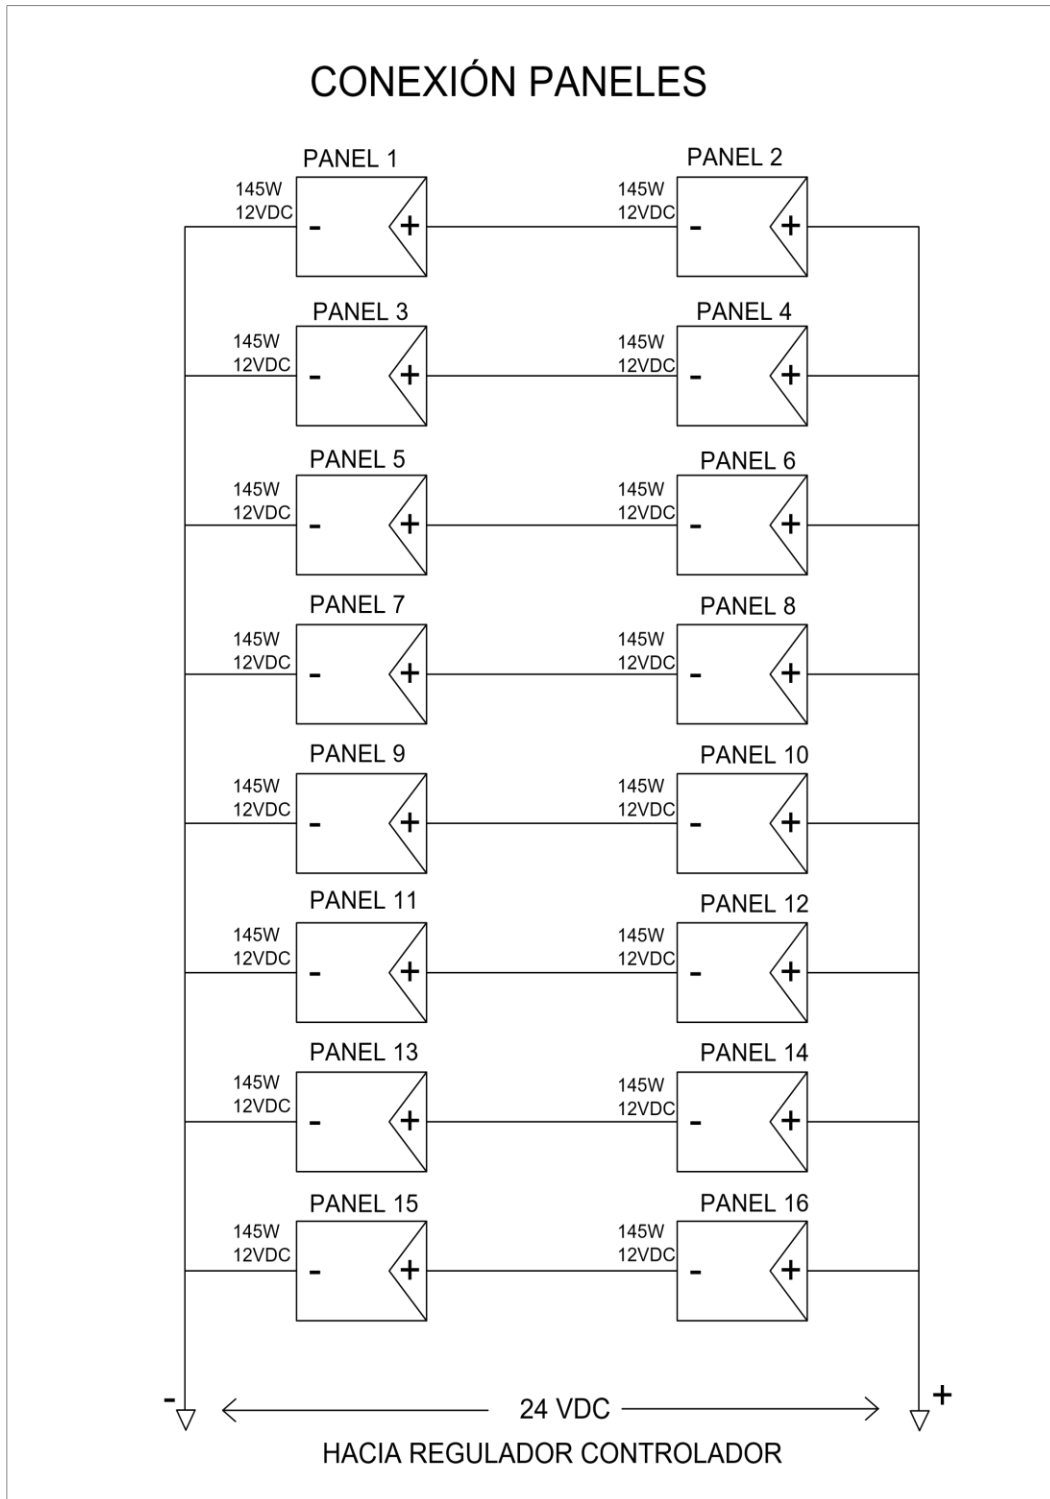 CONEXIÓN PANELES
PANEL 1
PANEL 2
145W
12VDC
-
+
145W
12VDC
-
+
PANEL 3
PANEL 4
145W
12VDC
-
+
145W
12VDC
-
+
PANEL 5
PANEL 6
145W
12VDC
-
+
145W
12VDC
-
+
PANEL 7
PANEL 8
145W
12VDC
-
+
145W
12VDC
-
+
PANEL 9
PANEL 10
145W
12VDC
-
+
145W
12VDC
-
+
PANEL 11
PANEL 12
145W
12VDC
-
+
145W
12VDC
-
+
PANEL 13
PANEL 14
145W
12VDC
-
+
145W
12VDC
-
+
PANEL 15
PANEL 16
145W
12VDC
-
+
145W
12VDC
-
+
-
24 VDC
+
HACIA REGULADOR CONTROLADOR